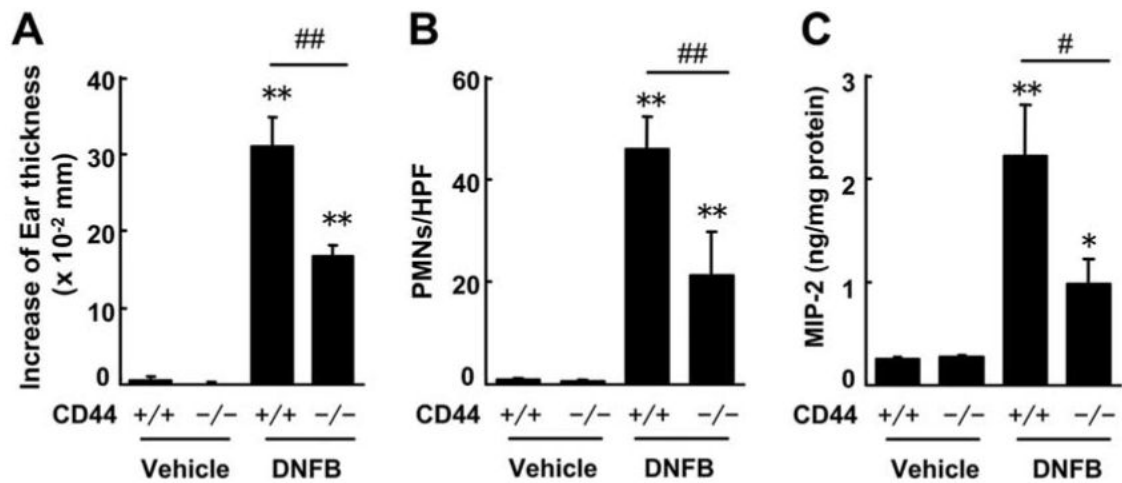 A
Increase of Ear thickness
(x 10⁻² mm)
40
30
20
10
0
##
**
**
CD44 +/+ −/− +/+ −/−
Vehicle DNFB
B
PMNs/HPF
60
40
20
0
##
**
**
CD44 +/+ −/− +/+ −/−
Vehicle DNFB
C
MIP-2 (ng/mg protein)
3
2
1
0
#
**
*
CD44 +/+ −/− +/+ −/−
Vehicle DNFB